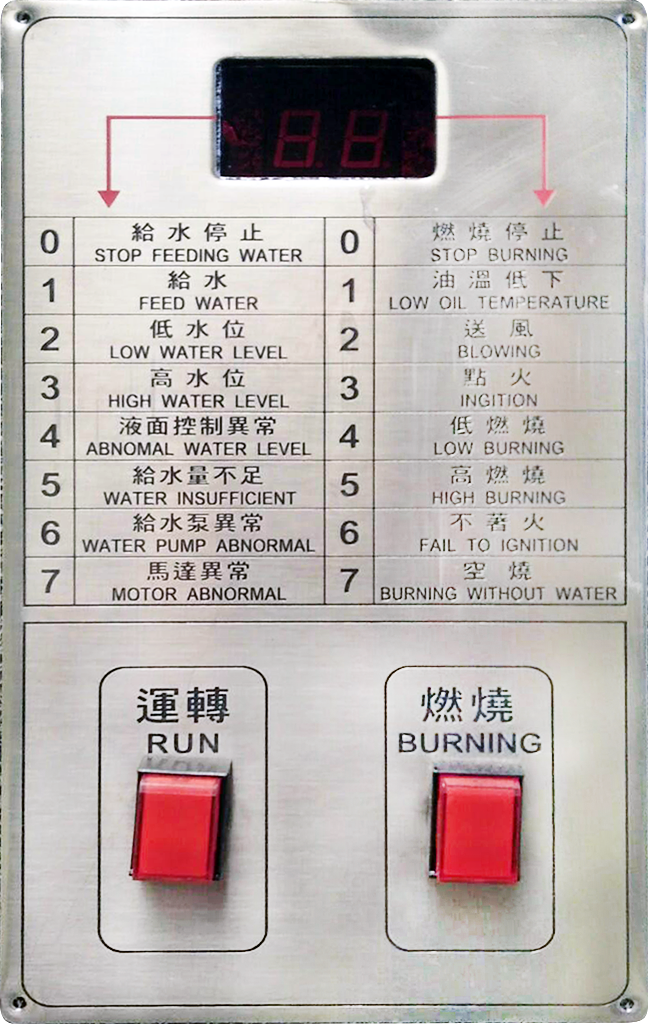 88
0 給水停止 0 燃燒停止
STOP FEEDING WATER STOP BURNING
1 給水 1 油溫低下
FEED WATER LOW OIL TEMPERATURE
2 低水位 2 送風
LOW WATER LEVEL BLOWING
3 高水位 3 點火
HIGH WATER LEVEL INGITION
4 液面控制異常 4 低燃燒
ABNOMAL WATER LEVEL LOW BURNING
5 給水量不足 5 高燃燒
WATER INSUFFICIENT HIGH BURNING
6 給水泵異常 6 不著火
WATER PUMP ABNORMAL FAIL TO IGNITION
7 馬達異常 7 空燒
MOTOR ABNORMAL BURNING WITHOUT WATER
運轉 燃燒
RUN BURNING